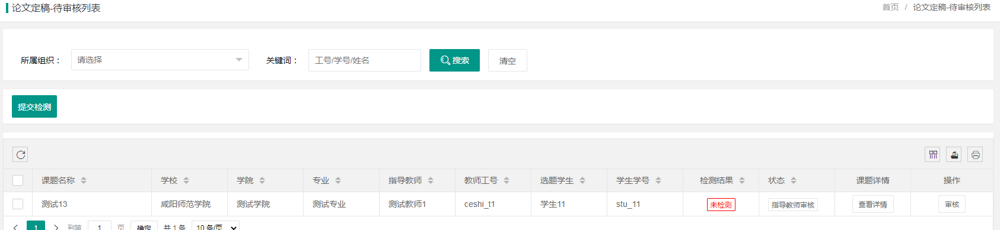 论文定稿-待审核列表
首页 / 论文定稿-待审核列表
所属组织： 请选择 关键词： 工号/学号/姓名 搜索 清空
提交检测
课题名称 学校 学院 专业 指导教师 教师工号 选题学生 学生学号 检测结果 状态 课题详情 操作
测试13 咸阳师范学院 测试学院 测试专业 测试教师1 ceshi_t1 学生11 stu_11 未检测 指导教师审核 查看详情 审核
1 到第 1 页 确定 共 1 条 10 条/页